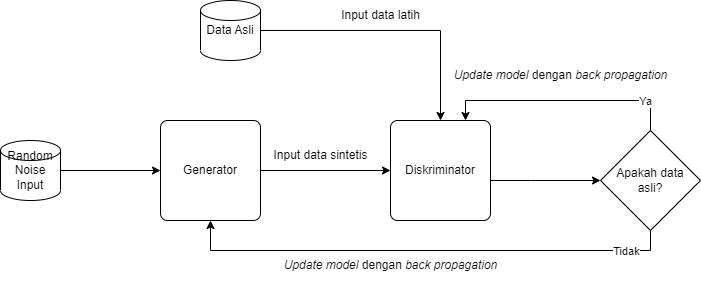 Input data latih
Data Asli
Update model dengan back propagation
Ya
Random
Noise
Input
Generator
Input data sintetis
Diskriminator
Apakah data
asli?
Tidak
Update model dengan back propagation